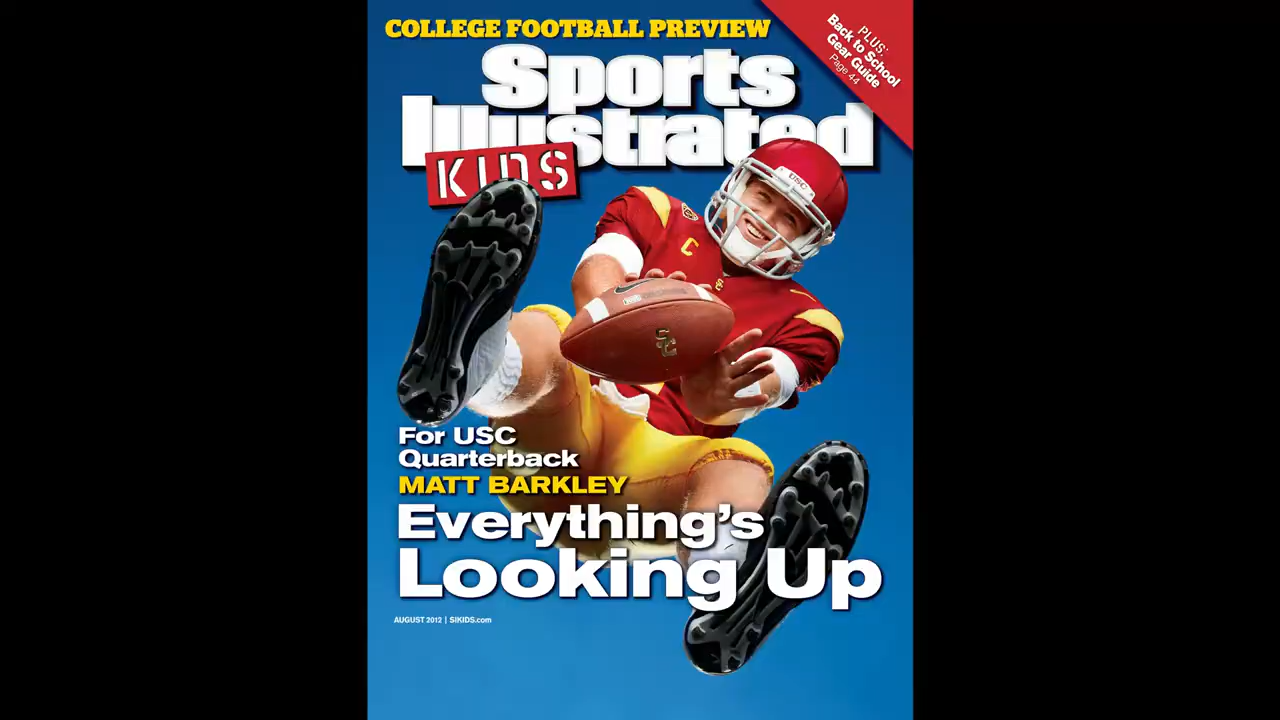 COLLEGE FOOTBALL PREVIEW
PLUS:
Back to School
Gear Guide
Page 44
Sports
Illustrated
KIDS
USC
C
SC
SC
For USC
Quarterback
MATT BARKLEY
Everything's
Looking Up
AUGUST 2012 | SIKIDS.com